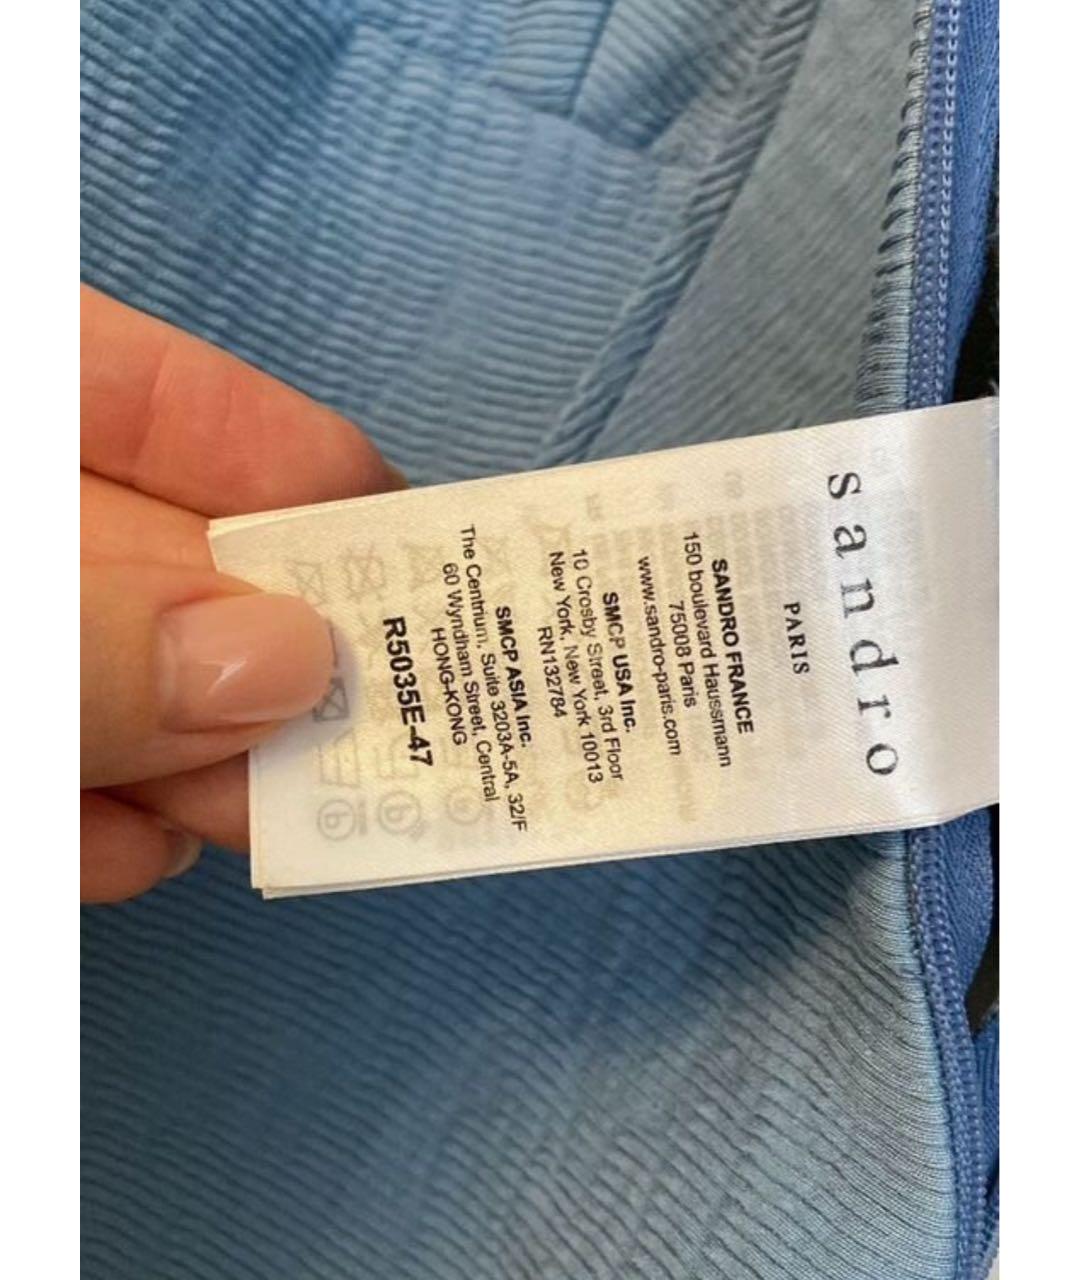 sandro
PARIS
SANDRO FRANCE
150 boulevard Haussmann
75008 Paris
www.sandro-paris.com
SMCP USA Inc.
10 Crosby Street, 3rd Floor
New York, New York 10013
RN132784
SMCP ASIA Inc.
The Centrium, Suite 3203A-5A, 32/F
60 Wyndham Street, Central
HONG-KONG
R5035E-47